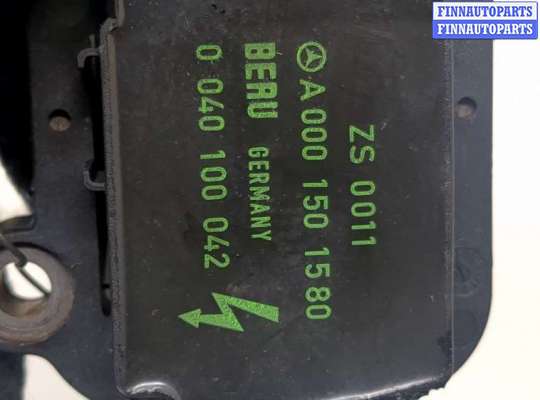 FINNAUTOPARTS
FINNAUTOPARTS
ZS 0011
A 000 150 1580
BERU GERMANY
0 040 100 042